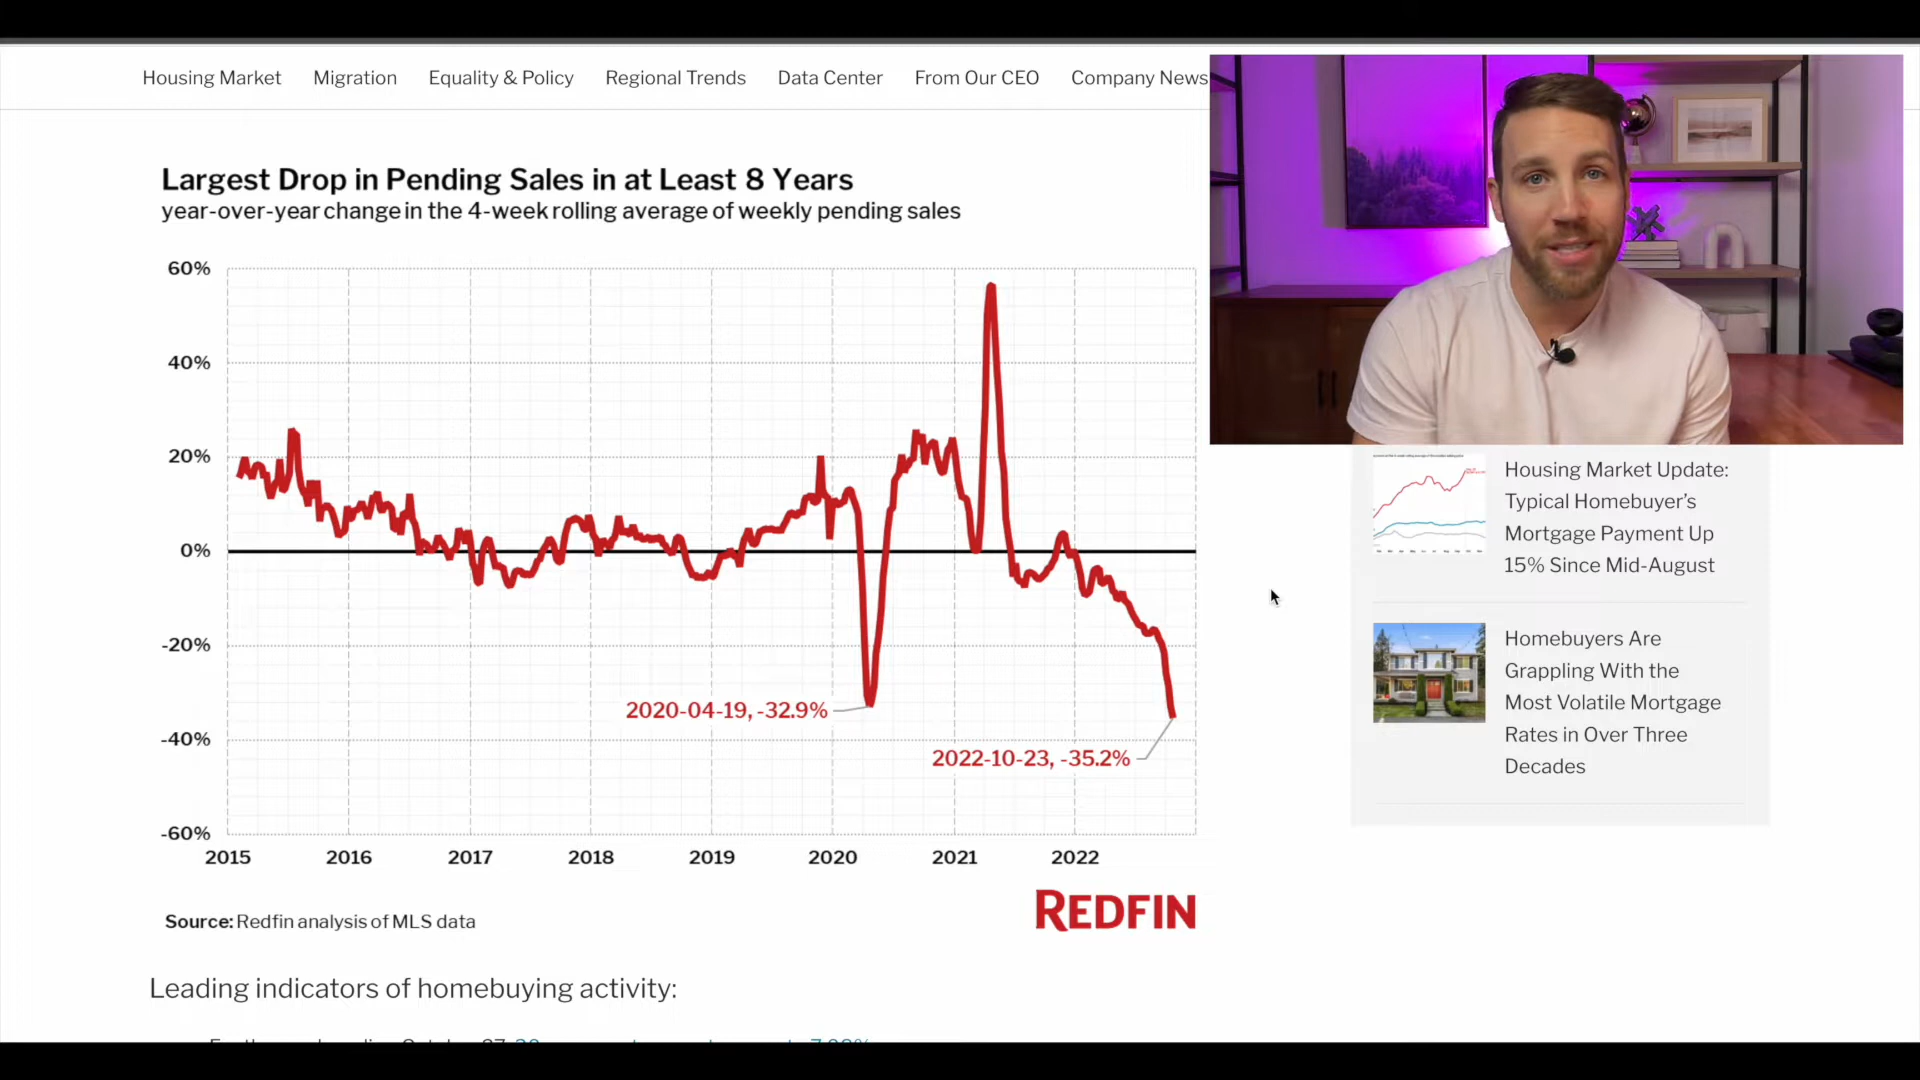 Housing Market Migration Equality & Policy Regional Trends Data Center From Our CEO Company News
Largest Drop in Pending Sales in at Least 8 Years
year-over-year change in the 4-week rolling average of weekly pending sales
60%
40%
20%
0%
-20%
-40%
-60%
2020-04-19, -32.9%
2022-10-23, -35.2%
2015 2016 2017 2018 2019 2020 2021 2022
REDFIN
Source: Redfin analysis of MLS data
Leading indicators of homebuying activity:
Housing Market Update:
Typical Homebuyer’s
Mortgage Payment Up
15% Since Mid-August
Homebuyers Are
Grappling With the
Most Volatile Mortgage
Rates in Over Three
Decades